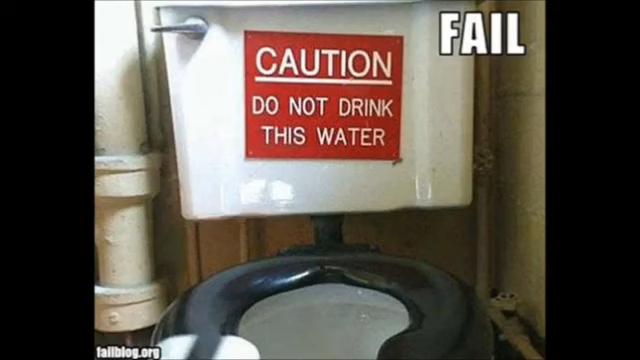 FAIL
CAUTION
DO NOT DRINK
THIS WATER
failblog.org